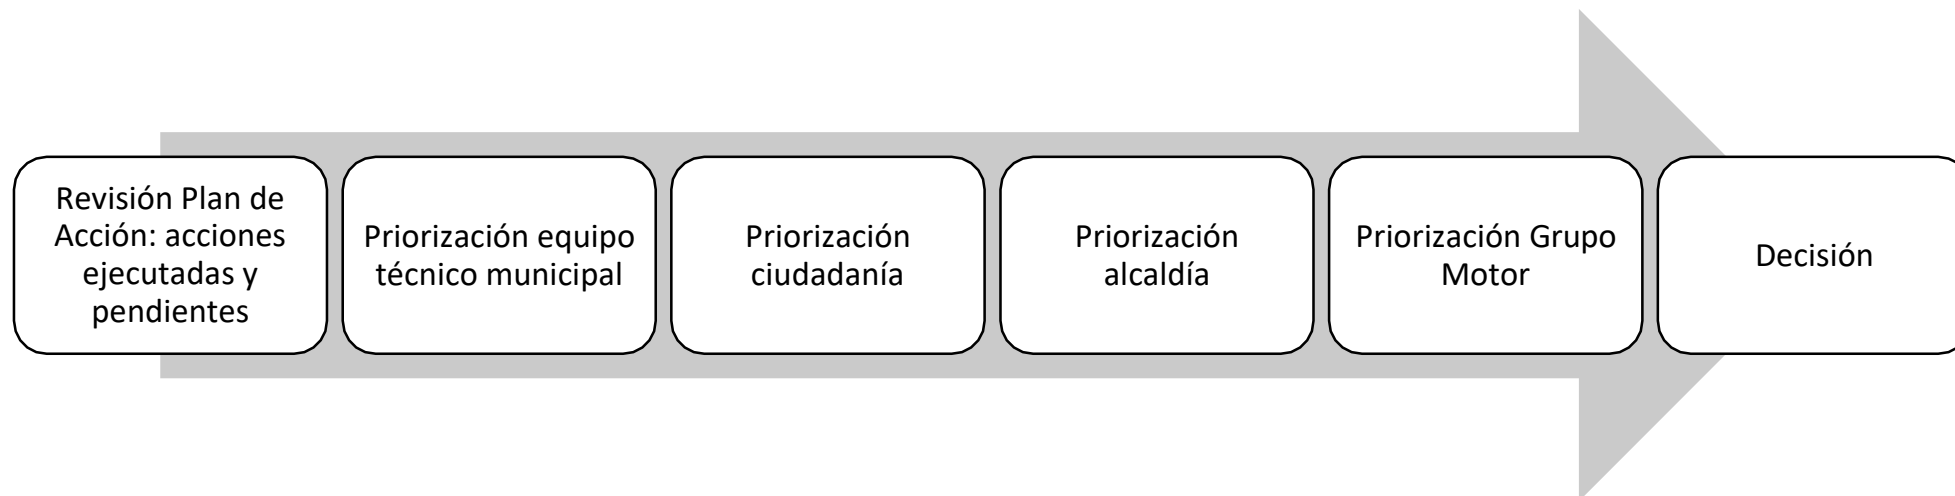 Revisión Plan de
Acción: acciones
ejecutadas y
pendientes
Priorización equipo
técnico municipal
Priorización
ciudadanía
Priorización
alcaldía
Priorización Grupo
Motor
Decisión